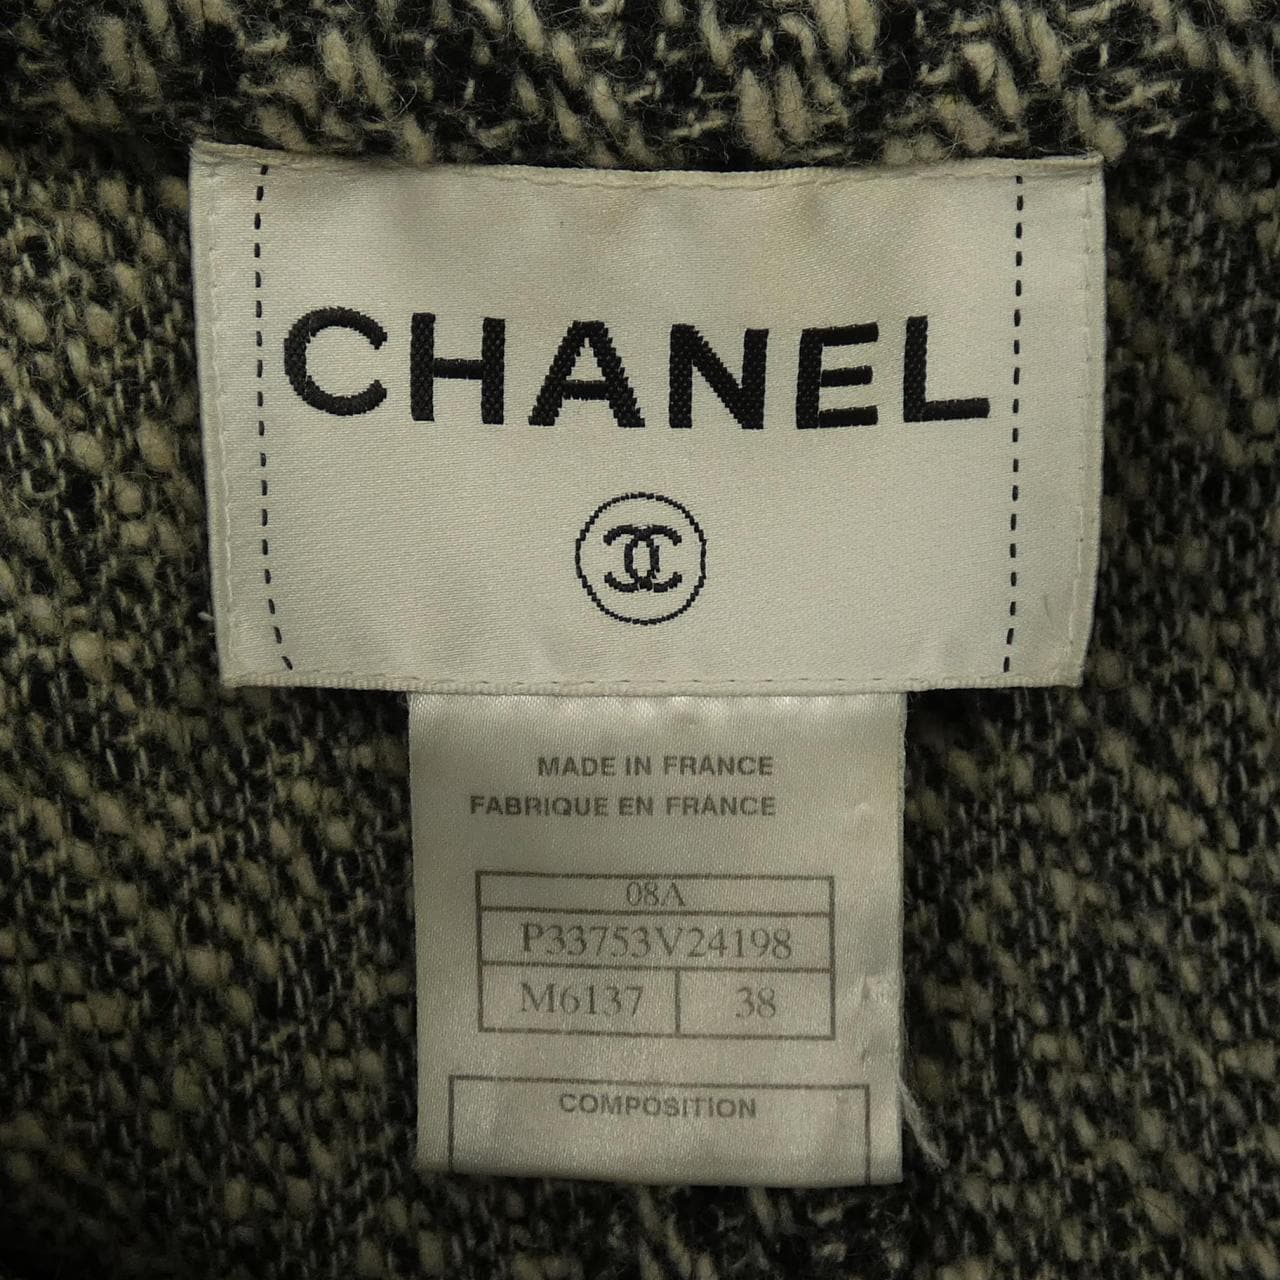 CHANEL
MADE IN FRANCE
FABRIQUE EN FRANCE
08A
P33753V24198
M6137 38
COMPOSITION